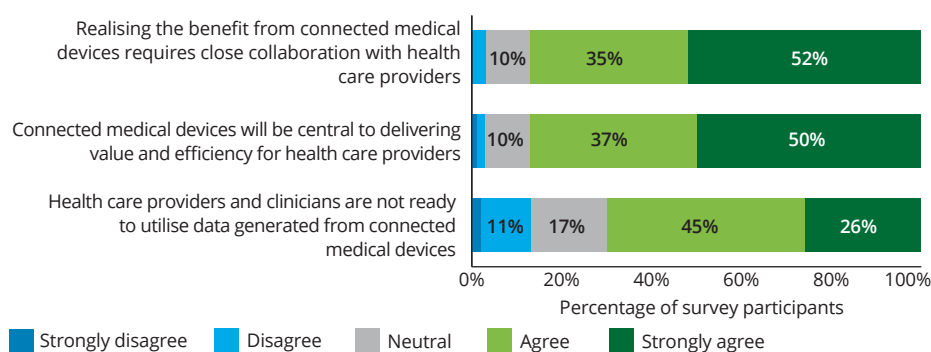 Realising the benefit from connected medical
devices requires close collaboration with health
care providers
10% 35% 52%
Connected medical devices will be central to delivering
value and efficiency for health care providers
10% 37% 50%
Health care providers and clinicians are not ready
to utilise data generated from connected
medical devices
11% 17% 45% 26%
0% 20% 40% 60% 80% 100%
Percentage of survey participants
Strongly disagree Disagree Neutral Agree Strongly agree